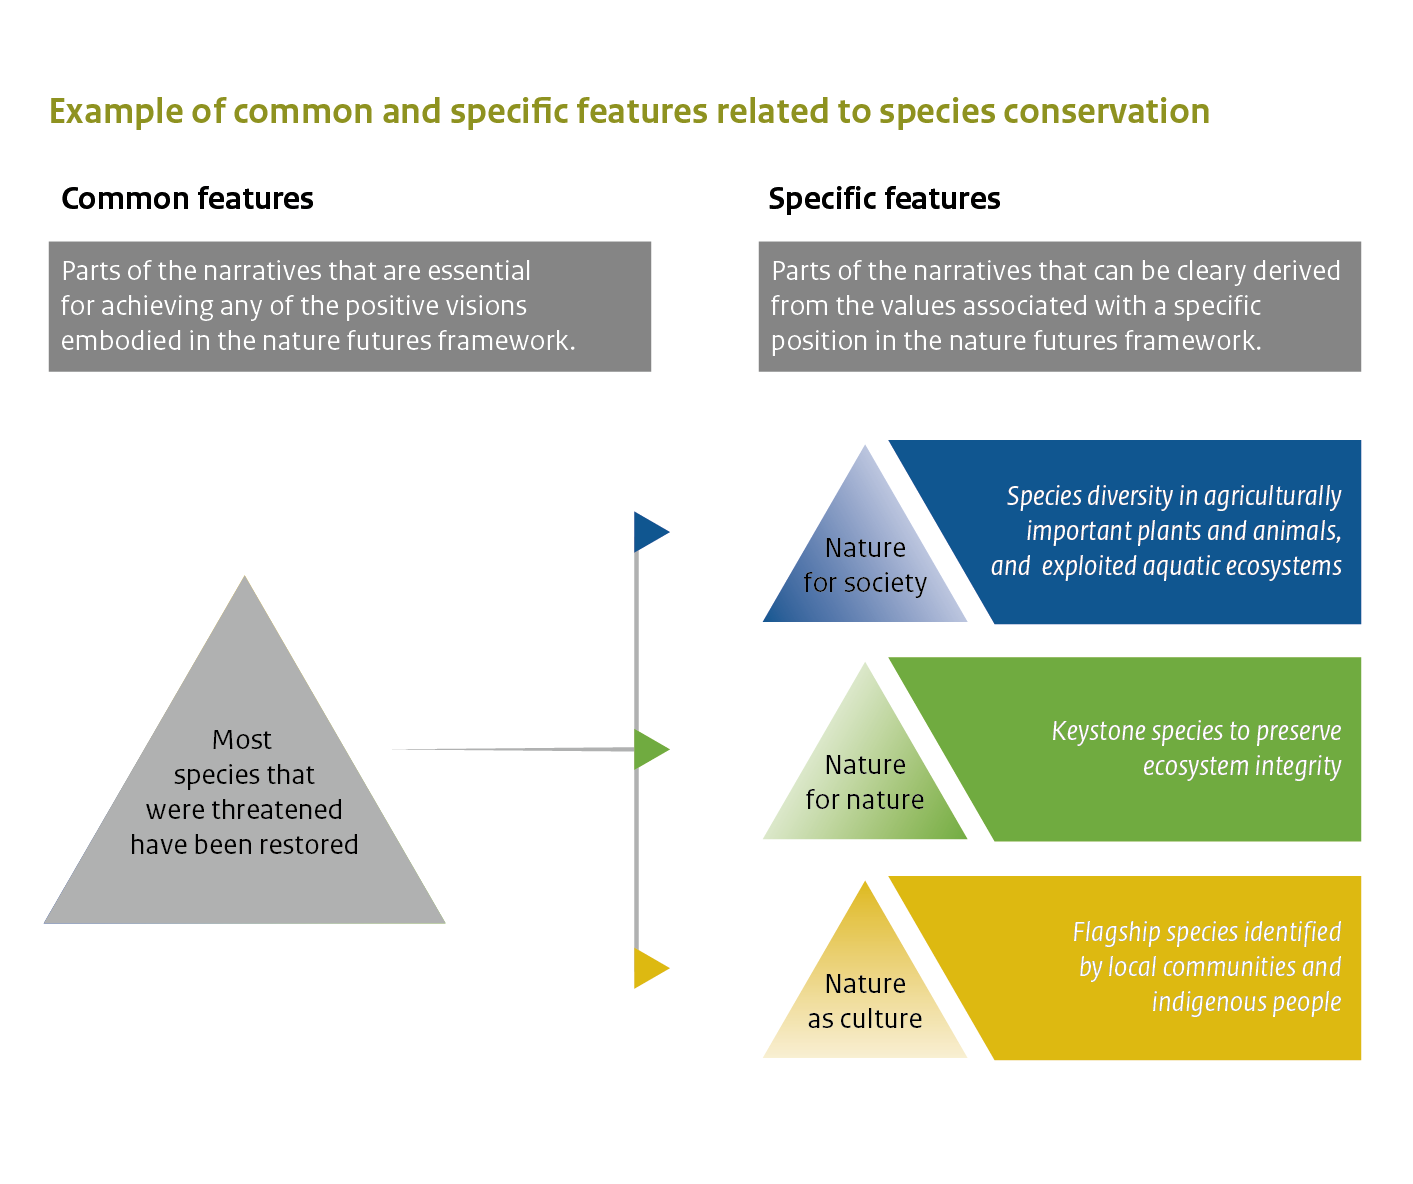 Example of common and specific features related to species conservation
Common features
Parts of the narratives that are essential
for achieving any of the positive visions
embodied in the nature futures framework.
Most
species that
were threatened
have been restored
Specific features
Parts of the narratives that can be cleary derived
from the values associated with a specific
position in the nature futures framework.
Nature
for society
Species diversity in agriculturally
important plants and animals,
and exploited aquatic ecosystems
Nature
for nature
Keystone species to preserve
ecosystem integrity
Nature
as culture
Flagship species identified
by local communities and
indigenous people